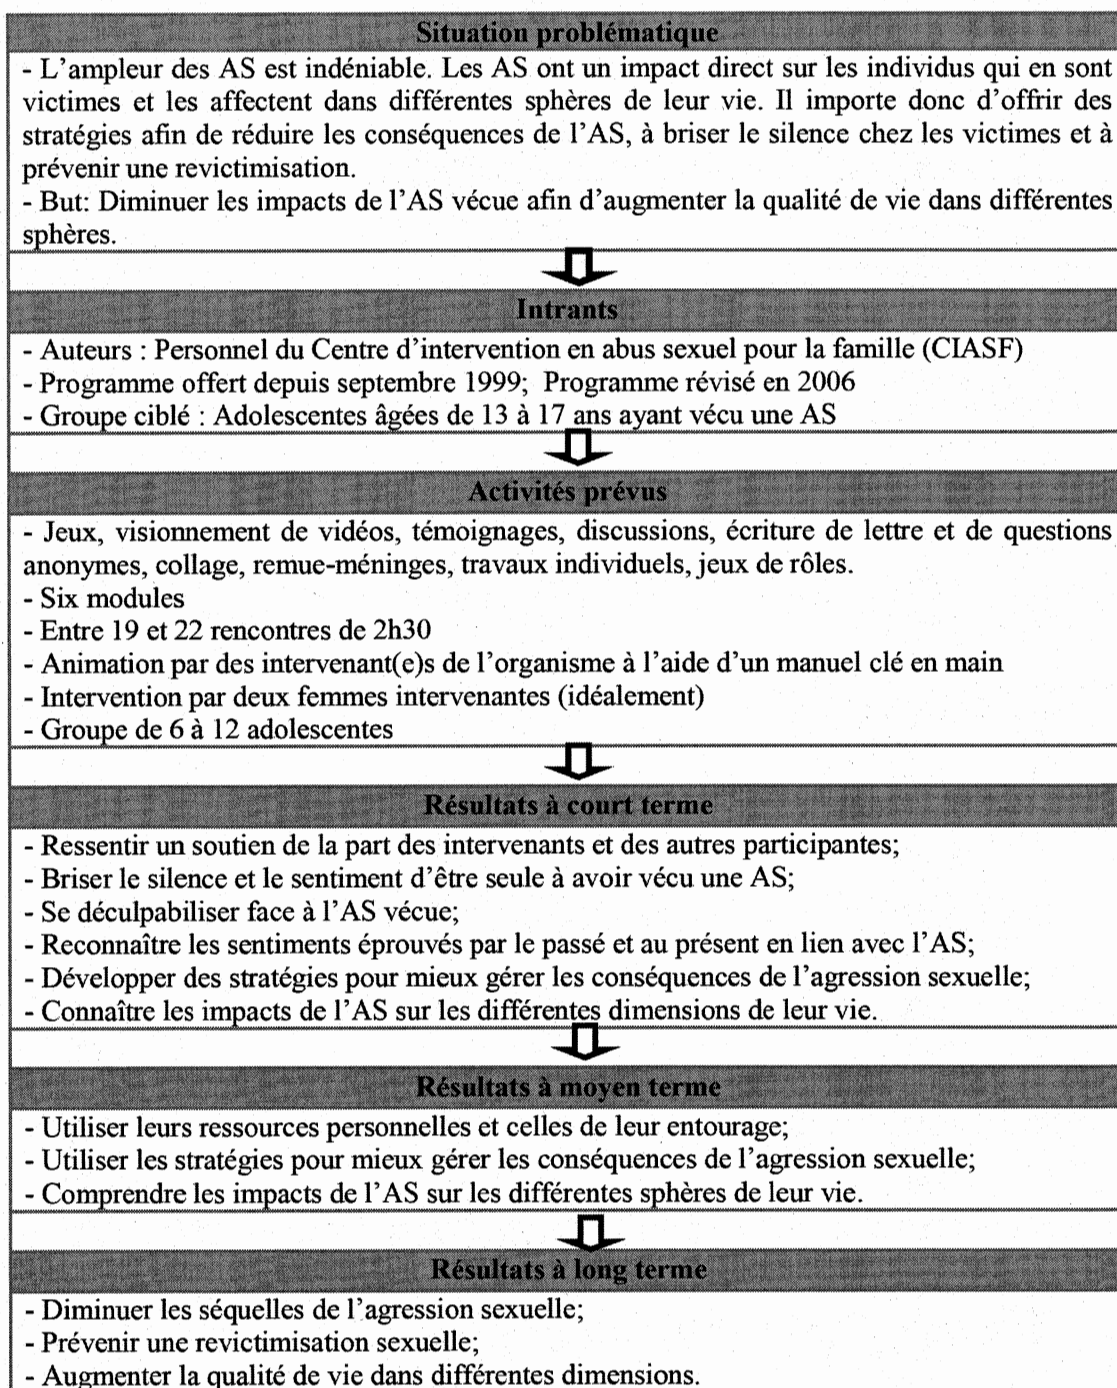 Situation problématique
- L'ampleur des AS est indéniable. Les AS ont un impact direct sur les individus qui en sont
victimes et les affectent dans différentes sphères de leur vie. Il importe donc d'offrir des
stratégies afin de réduire les conséquences de l'AS, à briser le silence chez les victimes et à
prévenir une revictimisation.
- But: Diminuer les impacts de l'AS vécue afin d'augmenter la qualité de vie dans différentes
sphères.
Intrants
- Auteurs : Personnel du Centre d'intervention en abus sexuel pour la famille (CIASF)
- Programme offert depuis septembre 1999; Programme révisé en 2006
- Groupe ciblé : Adolescentes âgées de 13 à 17 ans ayant vécu une AS
Activités prévus
- Jeux, visionnement de vidéos, témoignages, discussions, écriture de lettre et de questions
anonymes, collage, remue-méninges, travaux individuels, jeux de rôles.
- Six modules
- Entre 19 et 22 rencontres de 2h30
- Animation par des intervenant(e)s de l'organisme à l'aide d'un manuel clé en main
- Intervention par deux femmes intervenantes (idéalement)
- Groupe de 6 à 12 adolescentes
Résultats à court terme
- Ressentir un soutien de la part des intervenants et des autres participantes;
- Briser le silence et le sentiment d'être seule à avoir vécu une AS;
- Se déculpabiliser face à l'AS vécue;
- Reconnaître les sentiments éprouvés par le passé et au présent en lien avec l'AS;
- Développer des stratégies pour mieux gérer les conséquences de l'agression sexuelle;
- Connaître les impacts de l'AS sur les différentes dimensions de leur vie.
Résultats à moyen terme
- Utiliser leurs ressources personnelles et celles de leur entourage;
- Utiliser les stratégies pour mieux gérer les conséquences de l'agression sexuelle;
- Comprendre les impacts de l'AS sur les différentes sphères de leur vie.
Résultats à long terme
- Diminuer les séquelles de l'agression sexuelle;
- Prévenir une revictimisation sexuelle;
- Augmenter la qualité de vie dans différentes dimensions.